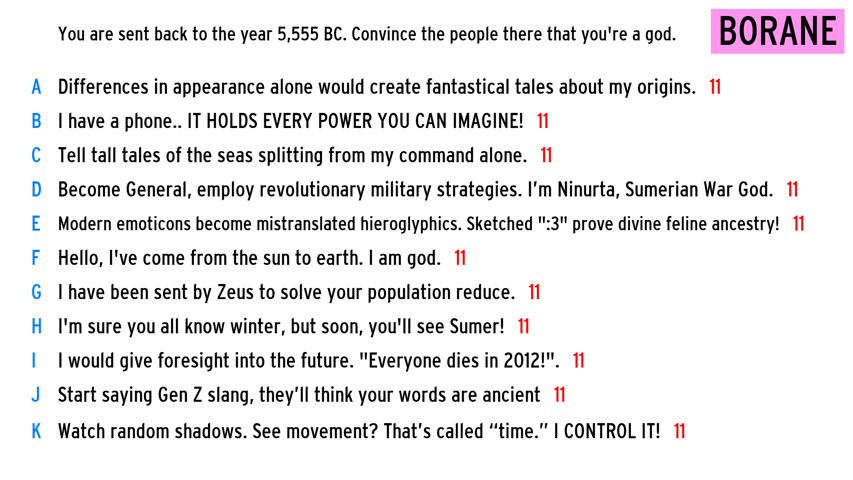 You are sent back to the year 5,555 BC. Convince the people there that you're a god.
BORANE
A Differences in appearance alone would create fantastical tales about my origins. 11
B I have a phone.. IT HOLDS EVERY POWER YOU CAN IMAGINE! 11
C Tell tall tales of the seas splitting from my command alone. 11
D Become General, employ revolutionary military strategies. I’m Ninurta, Sumerian War God. 11
E Modern emoticons become mistranslated hieroglyphics. Sketched ":3" prove divine feline ancestry! 11
F Hello, I've come from the sun to earth. I am god. 11
G I have been sent by Zeus to solve your population reduce. 11
H I'm sure you all know winter, but soon, you'll see Sumer! 11
I I would give foresight into the future. "Everyone dies in 2012!". 11
J Start saying Gen Z slang, they’ll think your words are ancient 11
K Watch random shadows. See movement? That’s called “time.” I CONTROL IT! 11